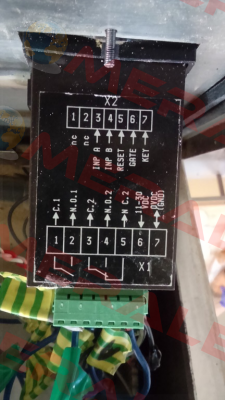 X2
1 2 3 4 5 6 7
nc
nc
INP A
INP B
RESET
GATE
KEY
C.1
N.O.1
C.2
N.O.2
N C.2
11-30 VDC
0VDC (GND)
1 2 3 4 5 6 7
X1